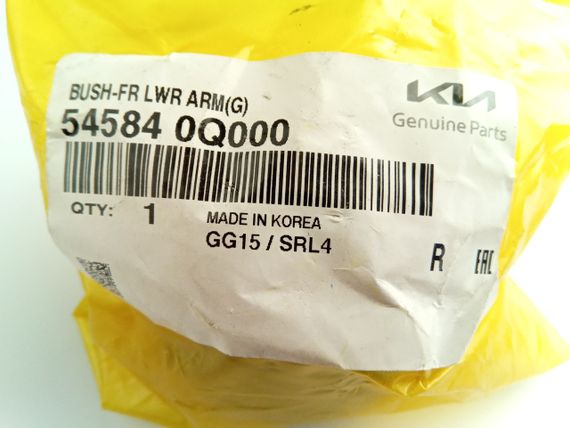 BUSH-FR LWR ARM(G)
54584 0Q000
KIA
Genuine Parts
QTY: 1
MADE IN KOREA
GG15 / SRL4
R
EAC